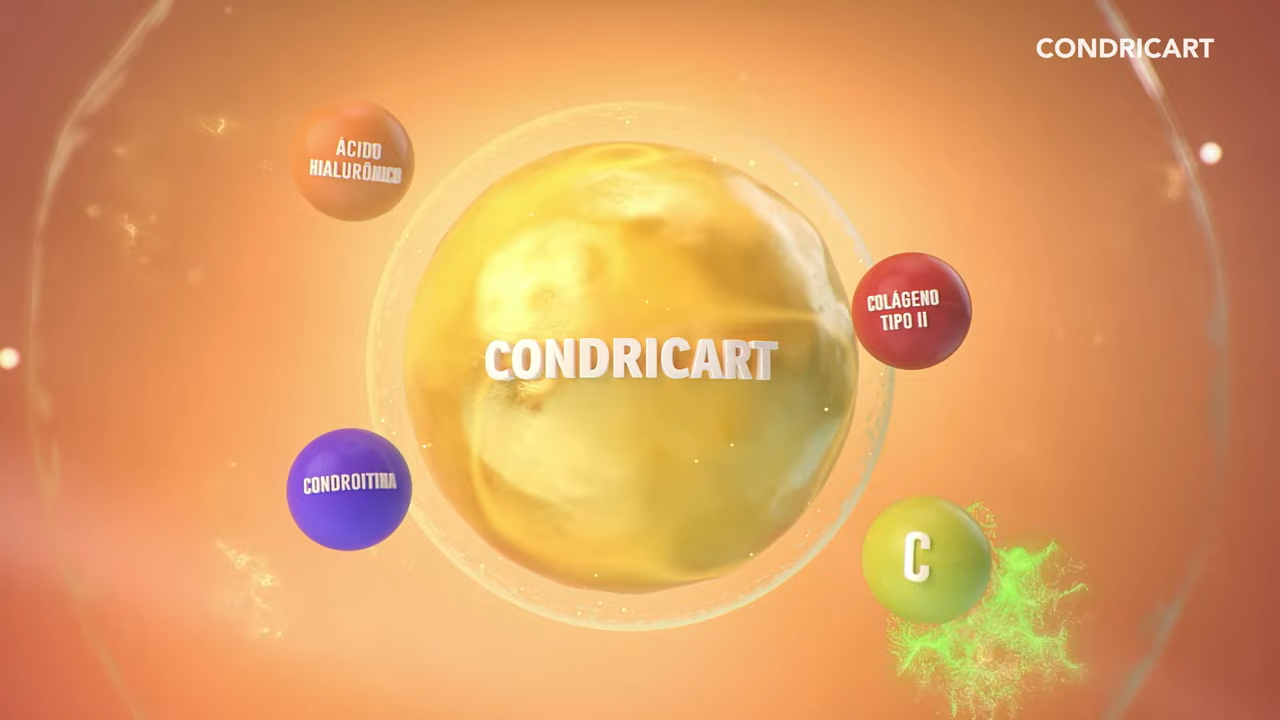 CONDRICART
ÁCIDO
HIALURÔNICO
COLÁGENO
TIPO II
CONDRICART
CONDROITINA
C